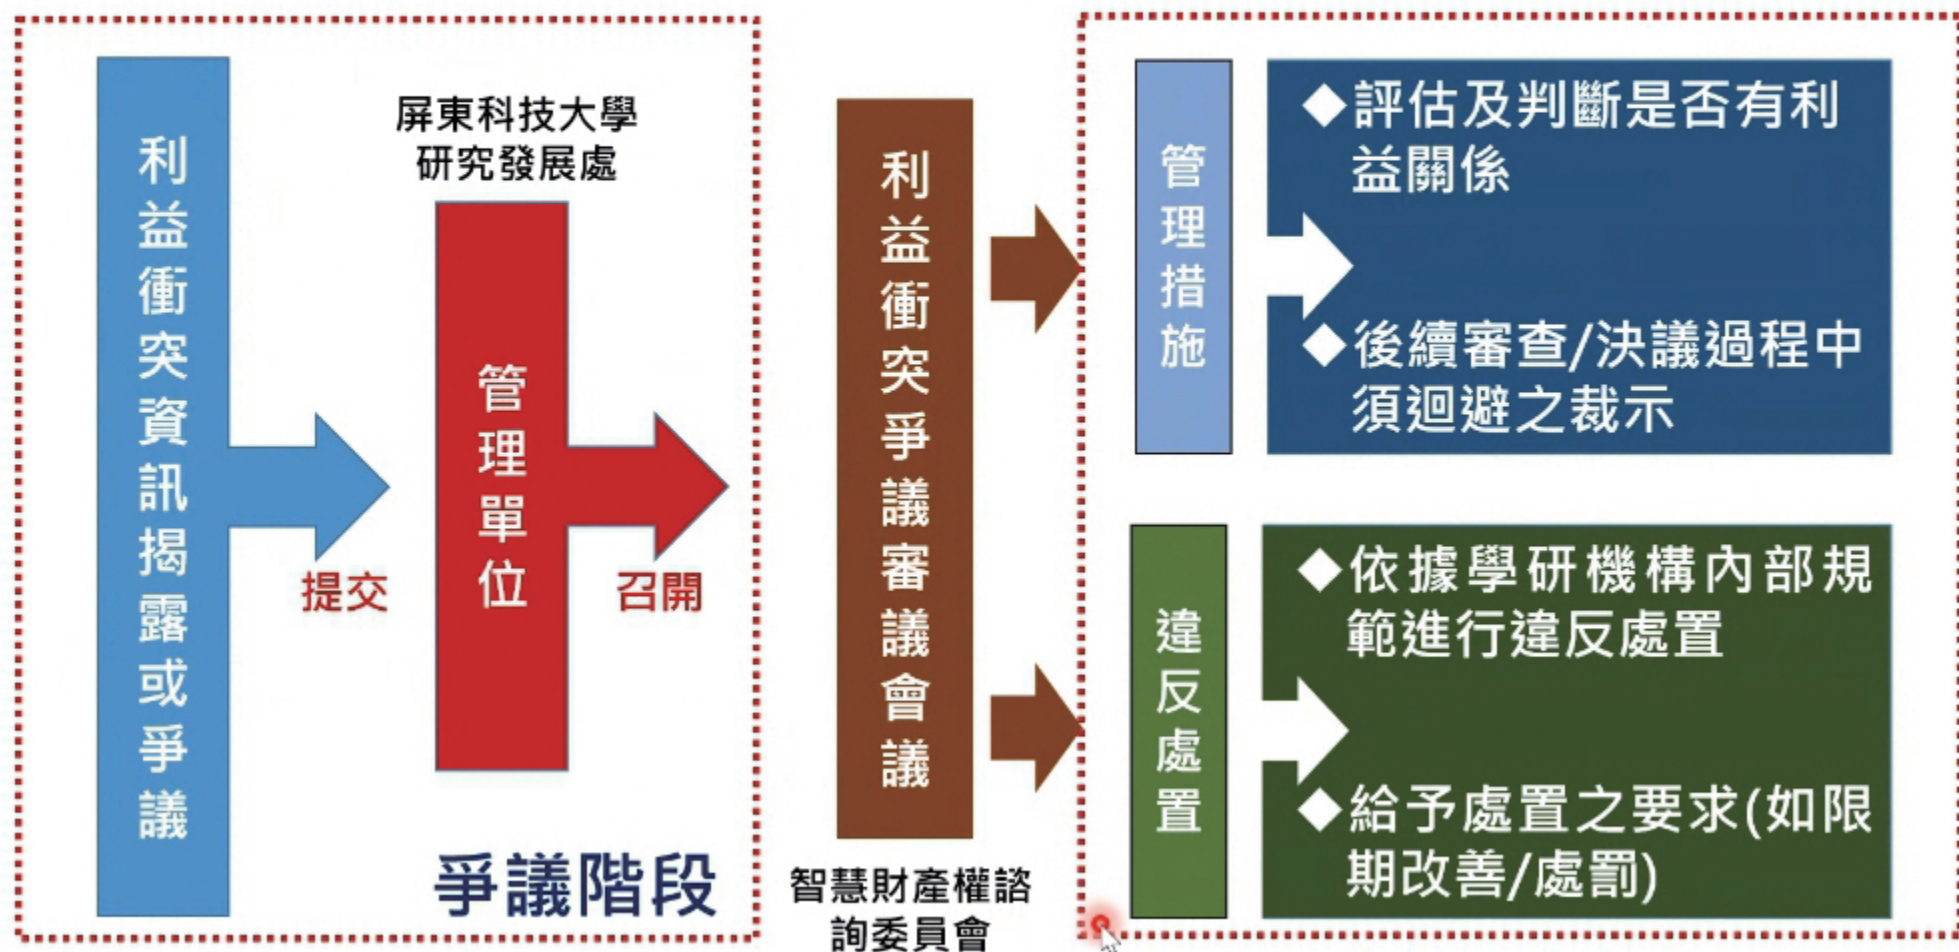 利益衝突資訊揭露或爭議
提交
屏東科技大學
研究發展處
管理單位
召開
爭議階段
利益衝突爭議審議會議
智慧財產權諮
詢委員會
管理措施
◆評估及判斷是否有利
益關係
◆後續審查/決議過程中
須迴避之裁示
違反處置
◆依據學研機構內部規
範進行違反處置
◆給予處置之要求(如限
期改善/處罰)